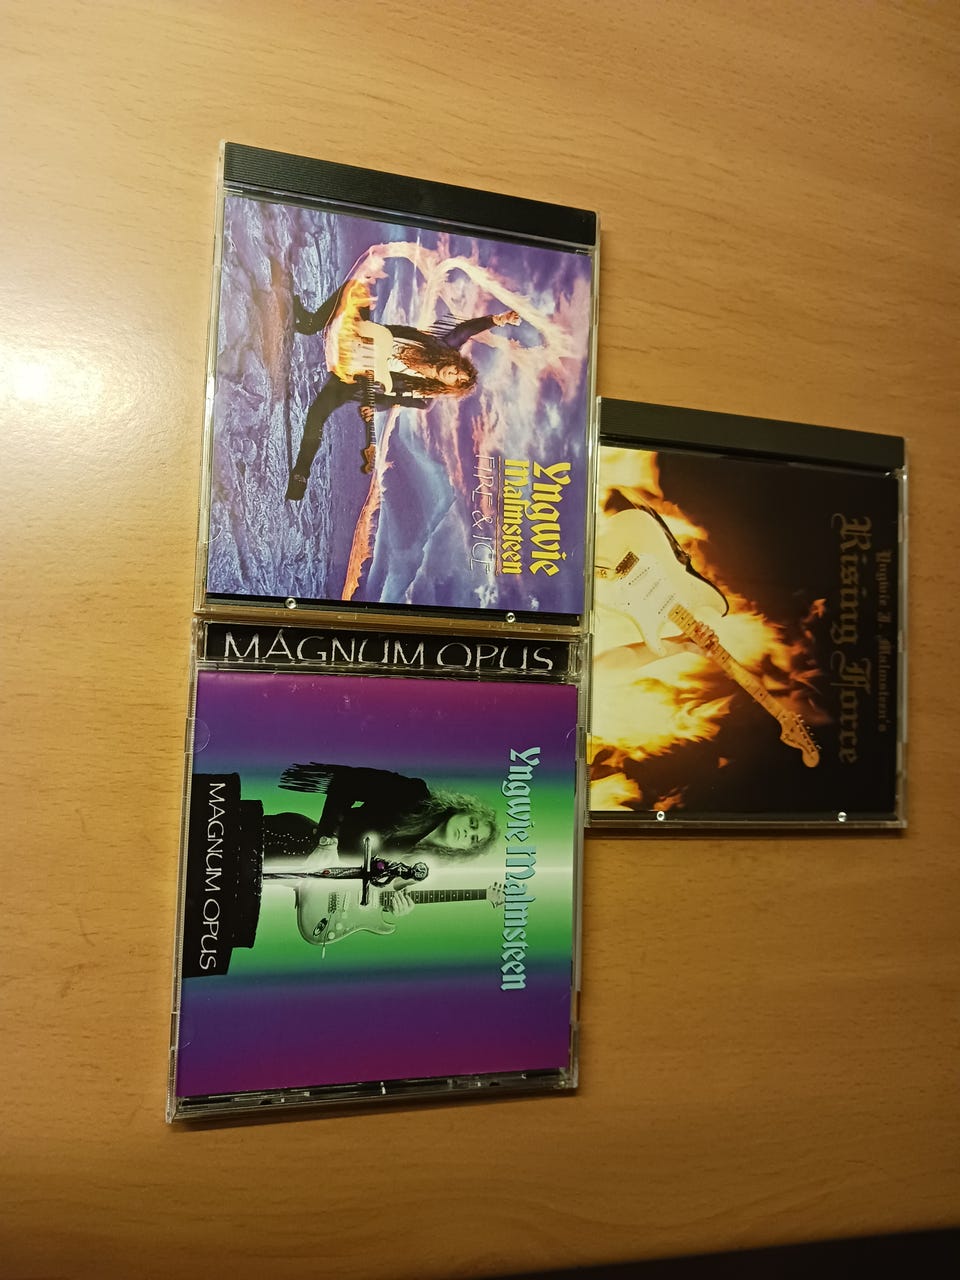 Yngwie J. Malmsteen's
Rising Force
Yngwie
Malmsteen
FIRE & ICE
MAGNUM OPUS
Yngwie Malmsteen
MAGNUM OPUS